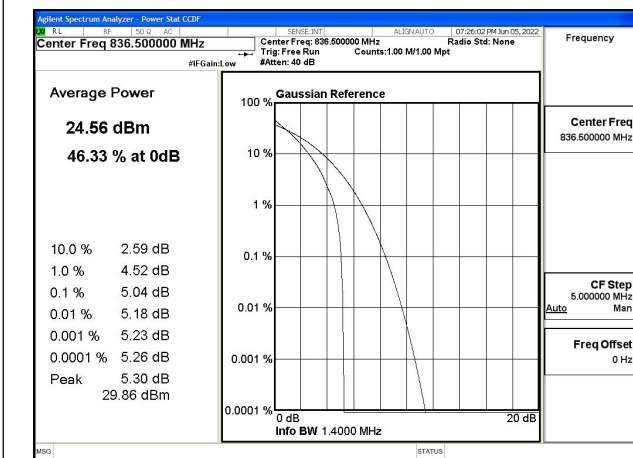 Agilent Spectrum Analyzer - Power Stat CCDF
RL RF 50 Ω AC SENSE:INT ALIGN AUTO 07:26:02 PM Jun 05, 2022
Center Freq 836.500000 MHz
Center Freq: 836.500000 MHz Radio Std: None
Trig: Free Run Counts:1.00 M/1.00 Mpt
#IFGain:Low #Atten: 40 dB
Average Power
24.56 dBm
46.33 % at 0dB
10.0 % 2.59 dB
1.0 % 4.52 dB
0.1 % 5.04 dB
0.01 % 5.18 dB
0.001 % 5.23 dB
0.0001 % 5.26 dB
Peak 5.30 dB
29.86 dBm
Gaussian Reference
100 %
10 %
1 %
0.1 %
0.01 %
0.001 %
0.0001 %
0 dB 20 dB
Info BW 1.4000 MHz
Frequency
Center Freq
836.500000 MHz
CF Step
5.000000 MHz
Auto Man
Freq Offset
0 Hz
MSG STATUS